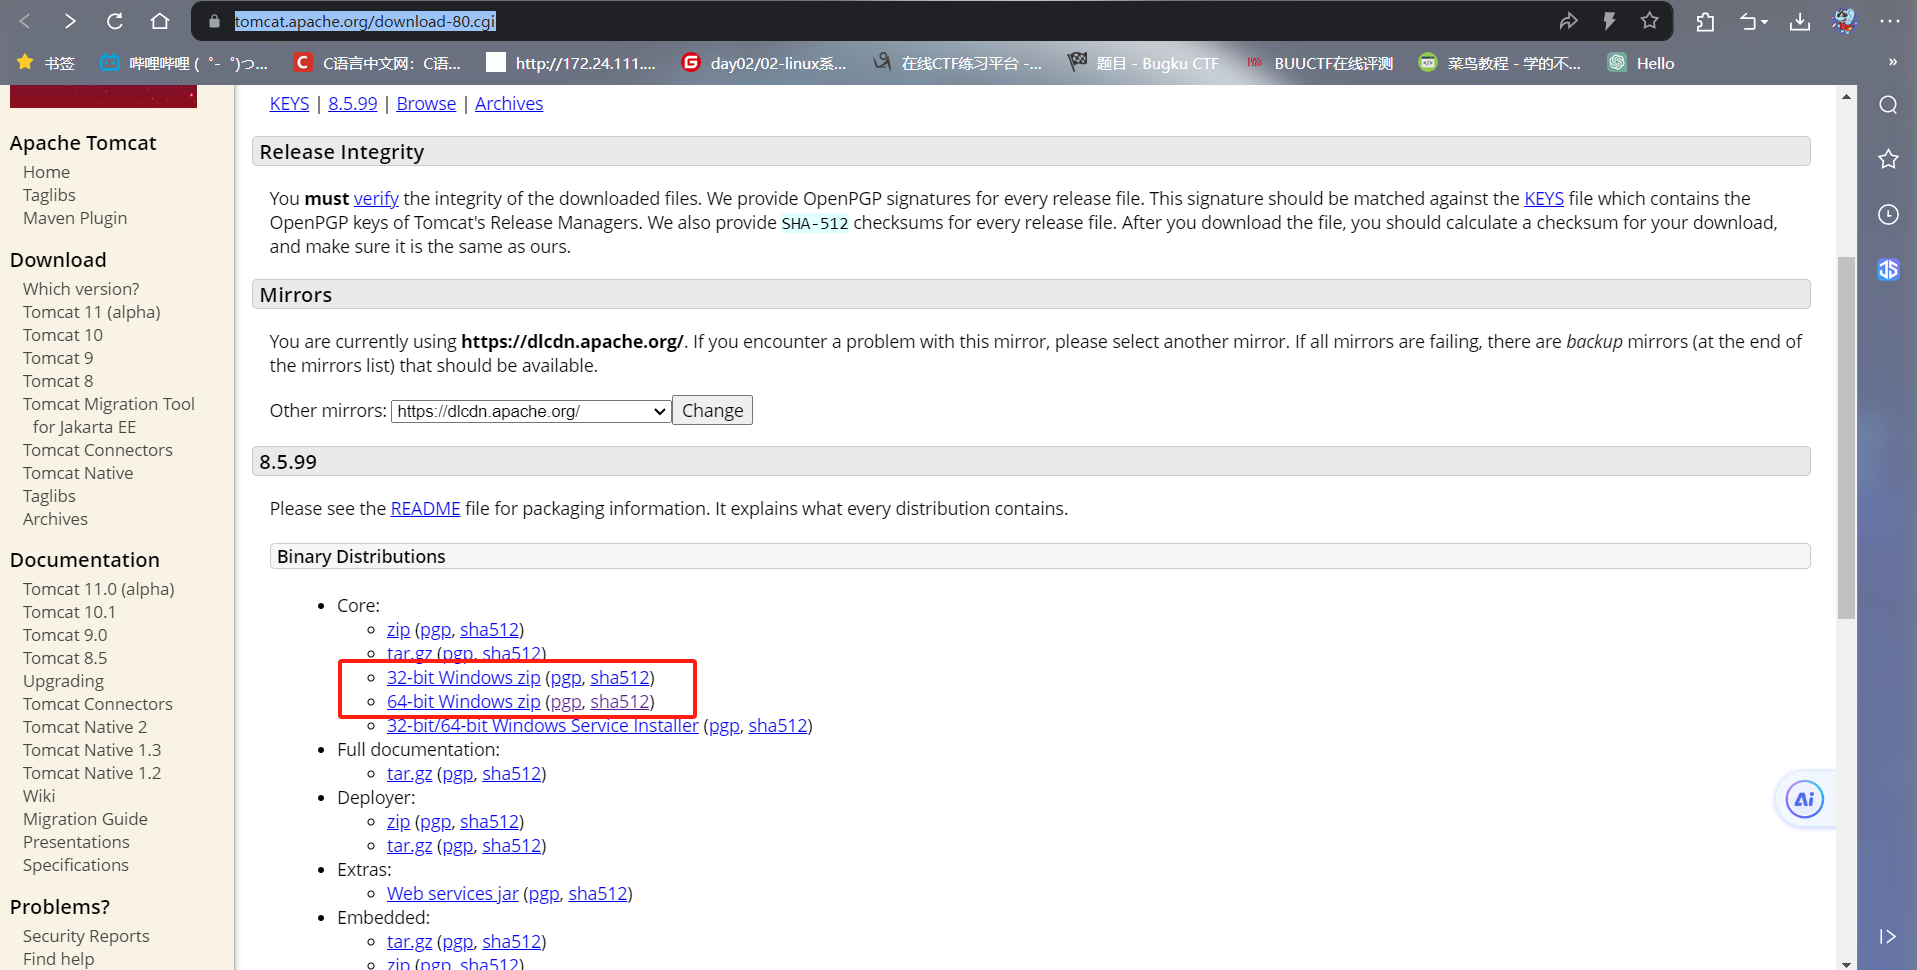 tomcat.apache.org/download-80.cgi
书签 哔哩哔哩 ( ゜- ゜)つ... C语言中文网：C语... http://172.24.111.... day02/02-linux系... 在线CTF练习平台 -... 题目 - Bugku CTF BUUCTF在线评测 菜鸟教程 - 学的不... Hello »
Apache Tomcat
Home
Taglibs
Maven Plugin
Download
Which version?
Tomcat 11 (alpha)
Tomcat 10
Tomcat 9
Tomcat 8
Tomcat Migration Tool
for Jakarta EE
Tomcat Connectors
Tomcat Native
Taglibs
Archives
Documentation
Tomcat 11.0 (alpha)
Tomcat 10.1
Tomcat 9.0
Tomcat 8.5
Upgrading
Tomcat Connectors
Tomcat Native 2
Tomcat Native 1.3
Tomcat Native 1.2
Wiki
Migration Guide
Presentations
Specifications
Problems?
Security Reports
Find help
KEYS | 8.5.99 | Browse | Archives
Release Integrity
You must verify the integrity of the downloaded files. We provide OpenPGP signatures for every release file. This signature should be matched against the KEYS file which contains the
OpenPGP keys of Tomcat's Release Managers. We also provide SHA-512 checksums for every release file. After you download the file, you should calculate a checksum for your download,
and make sure it is the same as ours.
Mirrors
You are currently using https://dlcdn.apache.org/. If you encounter a problem with this mirror, please select another mirror. If all mirrors are failing, there are backup mirrors (at the end of
the mirrors list) that should be available.
Other mirrors: https://dlcdn.apache.org/ Change
8.5.99
Please see the README file for packaging information. It explains what every distribution contains.
Binary Distributions
Core:
zip (pgp, sha512)
tar.gz (pgp, sha512)
32-bit Windows zip (pgp, sha512)
64-bit Windows zip (pgp, sha512)
32-bit/64-bit Windows Service Installer (pgp, sha512)
Full documentation:
tar.gz (pgp, sha512)
Deployer:
zip (pgp, sha512)
tar.gz (pgp, sha512)
Extras:
Web services jar (pgp, sha512)
Embedded:
tar.gz (pgp, sha512)
zip (pgp, sha512)
Ai